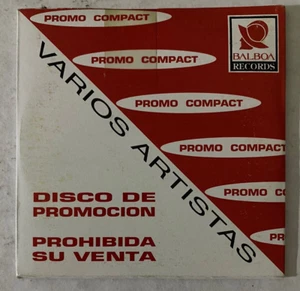 PROMO COMPACT
BALBOA
RECORDS
PROMO COMPACT
PROMO COMPACT
PROMO COMPACT
PROMO
P
VARIOS ARTISTAS
DISCO DE
PROMOCION
PROHIBIDA
SU VENTA